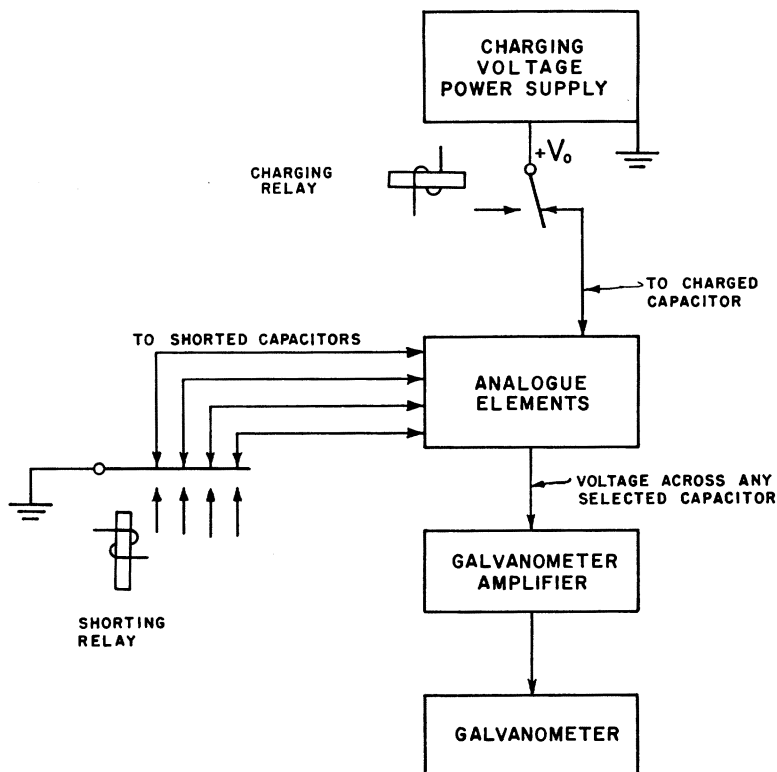 CHARGING
VOLTAGE
POWER SUPPLY
+V₀
CHARGING
RELAY
TO CHARGED
CAPACITOR
TO SHORTED CAPACITORS
ANALOGUE
ELEMENTS
VOLTAGE ACROSS ANY
SELECTED CAPACITOR
GALVANOMETER
AMPLIFIER
SHORTING
RELAY
GALVANOMETER